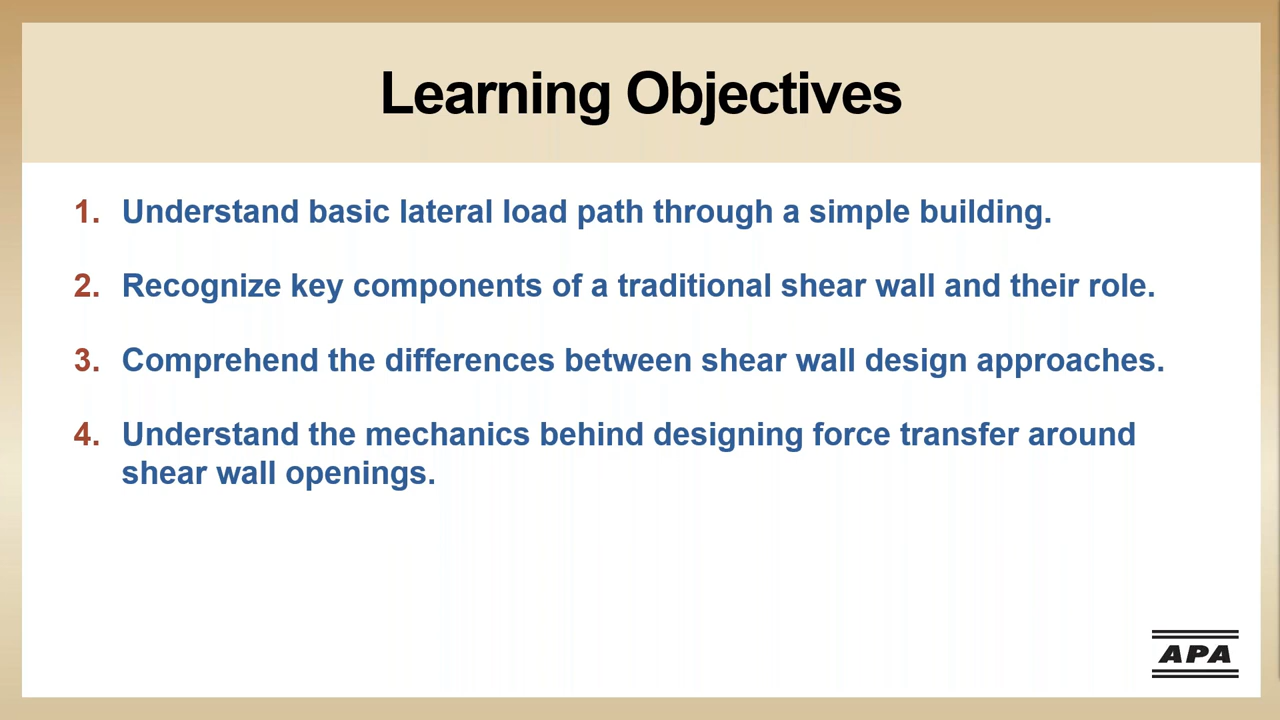 Learning Objectives
1. Understand basic lateral load path through a simple building.
2. Recognize key components of a traditional shear wall and their role.
3. Comprehend the differences between shear wall design approaches.
4. Understand the mechanics behind designing force transfer around
shear wall openings.
APA